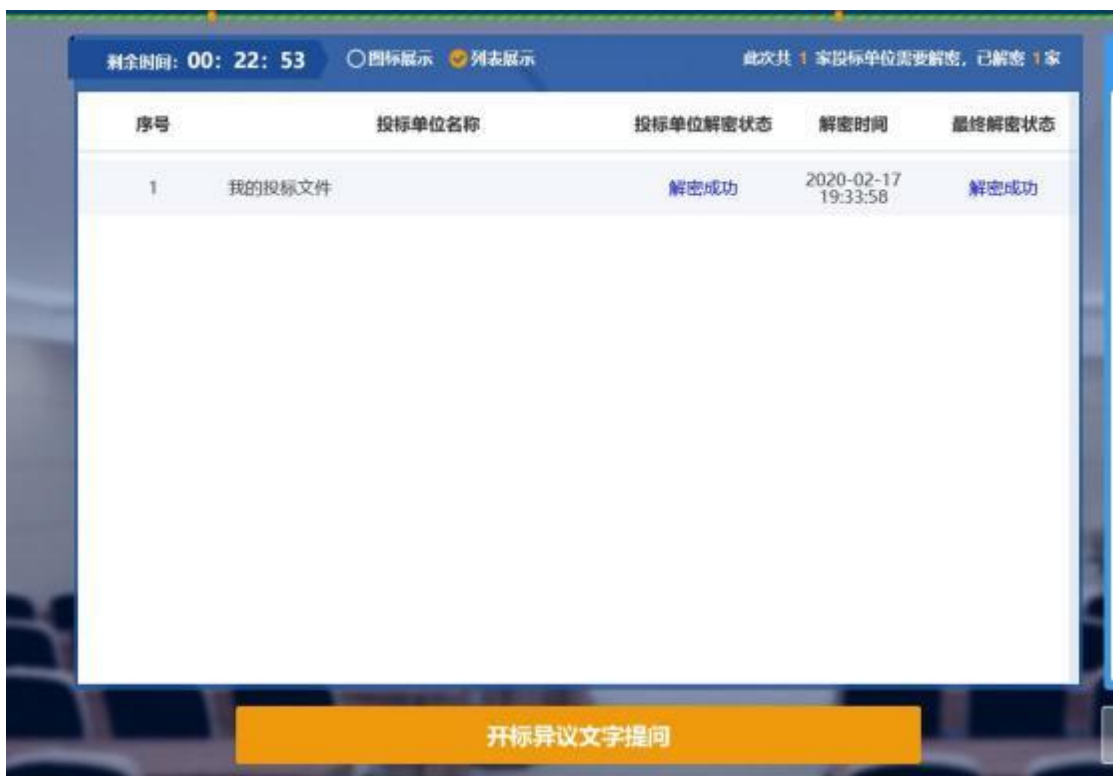 剩余时间: 00: 22: 53 图标展示 列表展示 此次共 1 家投标单位需要解密, 已解密 1 家
序号 投标单位名称 投标单位解密状态 解密时间 最终解密状态
1 我的投标文件 解密成功 2020-02-17 19:33:58 解密成功
开标异议文字提问